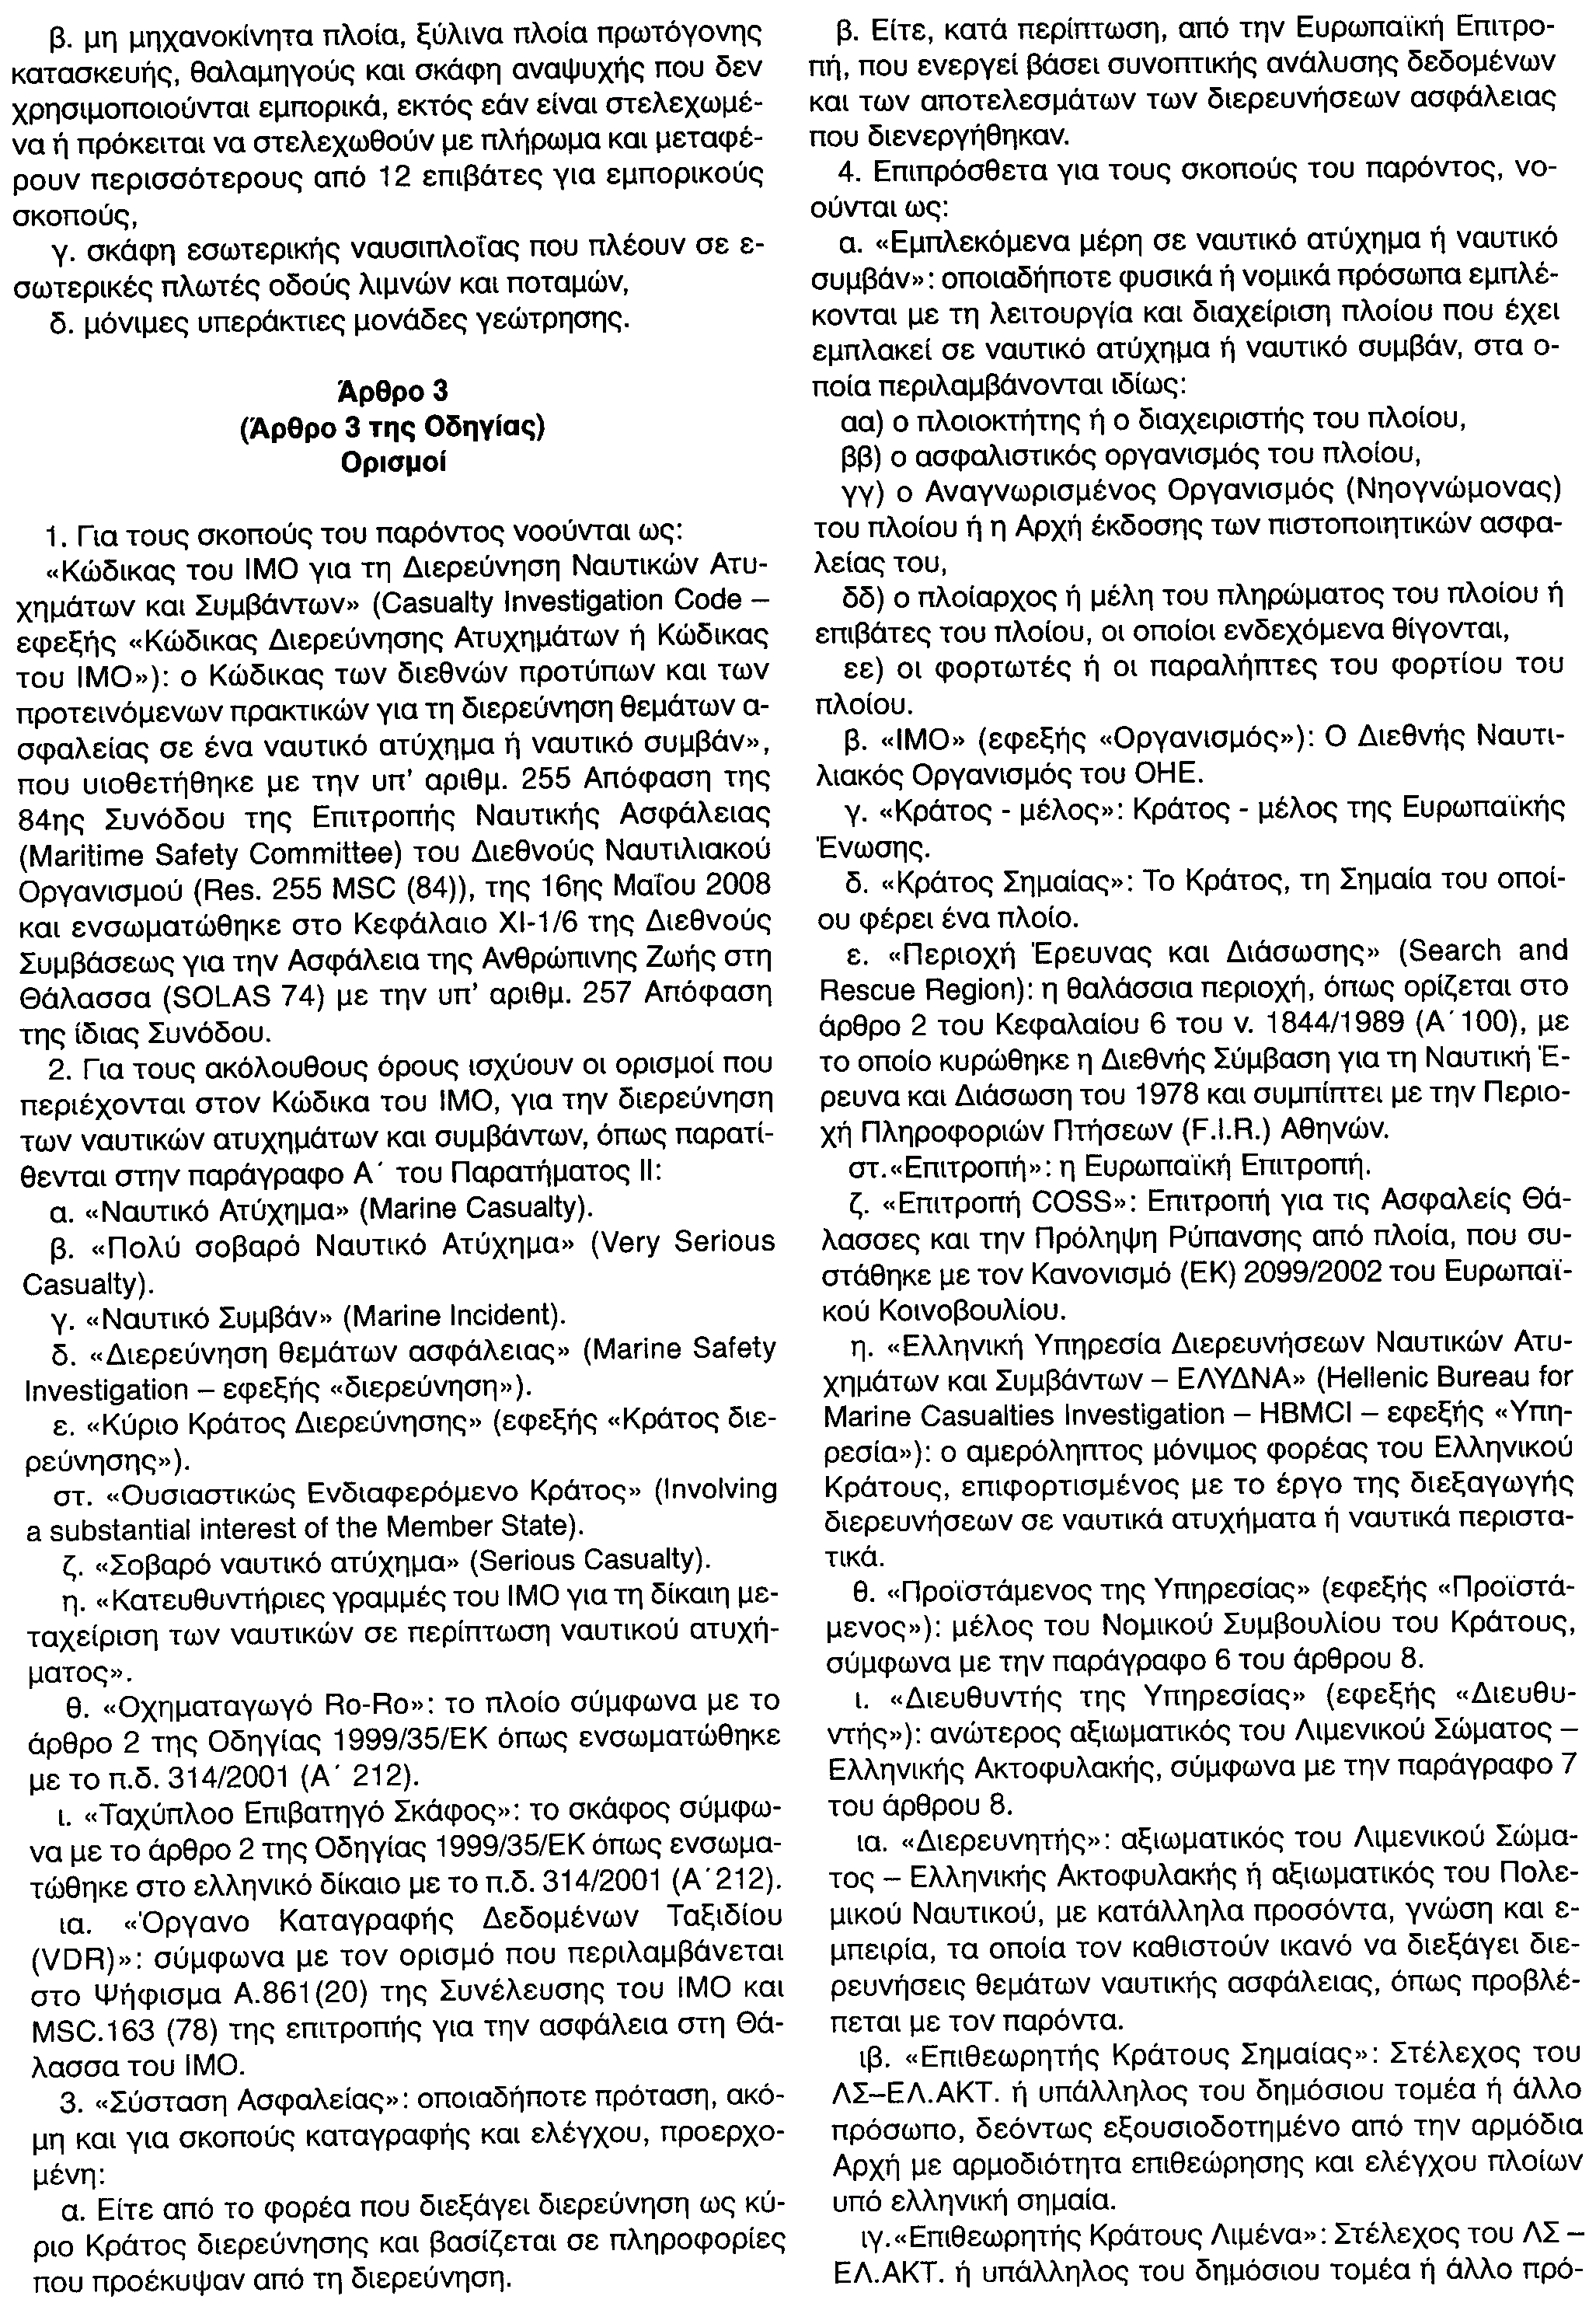 β. μη μηχανοκίνητα πλοία, ξύλινα πλοία πρωτόγονης
κατασκευής, θαλαμηγούς και σκάφη αναψυχής που δεν
χρησιμοποιούνται εμπορικά, εκτός εάν είναι στελεχωμέ-
να ή πρόκειται να στελεχωθούν με πλήρωμα και μεταφέ-
ρουν περισσότερους από 12 επιβάτες για εμπορικούς
σκοπούς,
γ. σκάφη εσωτερικής ναυσιπλοΐας που πλέουν σε ε-
σωτερικές πλωτές οδούς λιμνών και ποταμών,
δ. μόνιμες υπεράκτιες μονάδες γεώτρησης.
Άρθρο 3
(Άρθρο 3 της Οδηγίας)
Ορισμοί
1. Για τους σκοπούς του παρόντος νοούνται ως:
«Κώδικας του ΙΜΟ για τη Διερεύνηση Ναυτικών Ατυ-
χημάτων και Συμβάντων» (Casualty Investigation Code –
εφεξής «Κώδικας Διερεύνησης Ατυχημάτων ή Κώδικας
του ΙΜΟ»): ο Κώδικας των διεθνών προτύπων και των
προτεινόμενων πρακτικών για τη διερεύνηση θεμάτων α-
σφαλείας σε ένα ναυτικό ατύχημα ή ναυτικό συμβάν»,
που υιοθετήθηκε με την υπ’ αριθμ. 255 Απόφαση της
84ης Συνόδου της Επιτροπής Ναυτικής Ασφάλειας
(Maritime Safety Committee) του Διεθνούς Ναυτιλιακού
Οργανισμού (Res. 255 MSC (84)), της 16ης Μαΐου 2008
και ενσωματώθηκε στο Κεφάλαιο ΧΙ-1/6 της Διεθνούς
Συμβάσεως για την Ασφάλεια της Ανθρώπινης Ζωής στη
Θάλασσα (SOLAS 74) με την υπ’ αριθμ. 257 Απόφαση
της ίδιας Συνόδου.
2. Για τους ακόλουθους όρους ισχύουν οι ορισμοί που
περιέχονται στον Κώδικα του ΙΜΟ, για την διερεύνηση
των ναυτικών ατυχημάτων και συμβάντων, όπως παρατί-
θενται στην παράγραφο Α΄ του Παρατήματος ΙΙ:
α. «Ναυτικό Ατύχημα» (Marine Casualty).
β. «Πολύ σοβαρό Ναυτικό Ατύχημα» (Very Serious
Casualty).
γ. «Ναυτικό Συμβάν» (Marine Incident).
δ. «Διερεύνηση θεμάτων ασφάλειας» (Marine Safety
Investigation – εφεξής «διερεύνηση»).
ε. «Κύριο Κράτος Διερεύνησης» (εφεξής «Κράτος διε-
ρεύνησης»).
στ. «Ουσιαστικώς Ενδιαφερόμενο Κράτος» (Involving
a substantial interest of the Member State).
ζ. «Σοβαρό ναυτικό ατύχημα» (Serious Casualty).
η. «Κατευθυντήριες γραμμές του ΙΜΟ για τη δίκαιη με-
ταχείριση των ναυτικών σε περίπτωση ναυτικού ατυχή-
ματος».
θ. «Οχηματαγωγό Ro-Ro»: το πλοίο σύμφωνα με το
άρθρο 2 της Οδηγίας 1999/35/ΕΚ όπως ενσωματώθηκε
με το π.δ. 314/2001 (Α΄ 212).
ι. «Ταχύπλοο Επιβατηγό Σκάφος»: το σκάφος σύμφω-
να με το άρθρο 2 της Οδηγίας 1999/35/ΕΚ όπως ενσωμα-
τώθηκε στο ελληνικό δίκαιο με το π.δ. 314/2001 (Α΄212).
ια. «Όργανο Καταγραφής Δεδομένων Ταξιδίου
(VDR)»: σύμφωνα με τον ορισμό που περιλαμβάνεται
στο Ψήφισμα Α.861(20) της Συνέλευσης του ΙΜΟ και
MSC.163 (78) της επιτροπής για την ασφάλεια στη Θά-
λασσα του ΙΜΟ.
3. «Σύσταση Ασφαλείας»: οποιαδήποτε πρόταση, ακό-
μη και για σκοπούς καταγραφής και ελέγχου, προερχο-
μένη:
α. Είτε από το φορέα που διεξάγει διερεύνηση ως κύ-
ριο Κράτος διερεύνησης και βασίζεται σε πληροφορίες
που προέκυψαν από τη διερεύνηση.
β. Είτε, κατά περίπτωση, από την Ευρωπαϊκή Επιτρο-
πή, που ενεργεί βάσει συνοπτικής ανάλυσης δεδομένων
και των αποτελεσμάτων των διερευνήσεων ασφάλειας
που διενεργήθηκαν.
4. Επιπρόσθετα για τους σκοπούς του παρόντος, νο-
ούνται ως:
α. «Εμπλεκόμενα μέρη σε ναυτικό ατύχημα ή ναυτικό
συμβάν»: οποιαδήποτε φυσικά ή νομικά πρόσωπα εμπλέ-
κονται με τη λειτουργία και διαχείριση πλοίου που έχει
εμπλακεί σε ναυτικό ατύχημα ή ναυτικό συμβάν, στα ο-
ποία περιλαμβάνονται ιδίως:
αα) ο πλοιοκτήτης ή ο διαχειριστής του πλοίου,
ββ) ο ασφαλιστικός οργανισμός του πλοίου,
γγ) ο Αναγνωρισμένος Οργανισμός (Νηογνώμονας)
του πλοίου ή η Αρχή έκδοσης των πιστοποιητικών ασφα-
λείας του,
δδ) ο πλοίαρχος ή μέλη του πληρώματος του πλοίου ή
επιβάτες του πλοίου, οι οποίοι ενδεχόμενα θίγονται,
εε) οι φορτωτές ή οι παραλήπτες του φορτίου του
πλοίου.
β. «ΙΜΟ» (εφεξής «Οργανισμός»): Ο Διεθνής Ναυτι-
λιακός Οργανισμός του ΟΗΕ.
γ. «Κράτος - μέλος»: Κράτος - μέλος της Ευρωπαϊκής
Ένωσης.
δ. «Κράτος Σημαίας»: Το Κράτος, τη Σημαία του οποί-
ου φέρει ένα πλοίο.
ε. «Περιοχή Έρευνας και Διάσωσης» (Search and
Rescue Region): η θαλάσσια περιοχή, όπως ορίζεται στο
άρθρο 2 του Κεφαλαίου 6 του ν. 1844/1989 (Α΄100), με
το οποίο κυρώθηκε η Διεθνής Σύμβαση για τη Ναυτική Έ-
ρευνα και Διάσωση του 1978 και συμπίπτει με την Περιο-
χή Πληροφοριών Πτήσεων (F.I.R.) Αθηνών.
στ.«Επιτροπή»: η Ευρωπαϊκή Επιτροπή.
ζ. «Επιτροπή COSS»: Επιτροπή για τις Ασφαλείς Θά-
λασσες και την Πρόληψη Ρύπανσης από πλοία, που συ-
στάθηκε με τον Κανονισμό (ΕΚ) 2099/2002 του Ευρωπαϊ-
κού Κοινοβουλίου.
η. «Ελληνική Υπηρεσία Διερευνήσεων Ναυτικών Ατυ-
χημάτων και Συμβάντων – ΕΛΥΔΝΑ» (Hellenic Bureau for
Marine Casualties Investigation – HBMCI – εφεξής «Υπη-
ρεσία»): ο αμερόληπτος μόνιμος φορέας του Ελληνικού
Κράτους, επιφορτισμένος με το έργο της διεξαγωγής
διερευνήσεων σε ναυτικά ατυχήματα ή ναυτικά περιστα-
τικά.
θ. «Προϊστάμενος της Υπηρεσίας» (εφεξής «Προϊστά-
μενος»): μέλος του Νομικού Συμβουλίου του Κράτους,
σύμφωνα με την παράγραφο 6 του άρθρου 8.
ι. «Διευθυντής της Υπηρεσίας» (εφεξής «Διευθυ-
ντής»): ανώτερος αξιωματικός του Λιμενικού Σώματος –
Ελληνικής Ακτοφυλακής, σύμφωνα με την παράγραφο 7
του άρθρου 8.
ια. «Διερευνητής»: αξιωματικός του Λιμενικού Σώμα-
τος – Ελληνικής Ακτοφυλακής ή αξιωματικός του Πολε-
μικού Ναυτικού, με κατάλληλα προσόντα, γνώση και ε-
μπειρία, τα οποία τον καθιστούν ικανό να διεξάγει διε-
ρευνήσεις θεμάτων ναυτικής ασφάλειας, όπως προβλέ-
πεται με τον παρόντα.
ιβ. «Επιθεωρητής Κράτους Σημαίας»: Στέλεχος του
ΛΣ–ΕΛ.ΑΚΤ. ή υπάλληλος του δημόσιου τομέα ή άλλο
πρόσωπο, δεόντως εξουσιοδοτημένο από την αρμόδια
Αρχή με αρμοδιότητα επιθεώρησης και ελέγχου πλοίων
υπό ελληνική σημαία.
ιγ.«Επιθεωρητής Κράτους Λιμένα»: Στέλεχος του ΛΣ –
ΕΛ.ΑΚΤ. ή υπάλληλος του δημόσιου τομέα ή άλλο πρό-